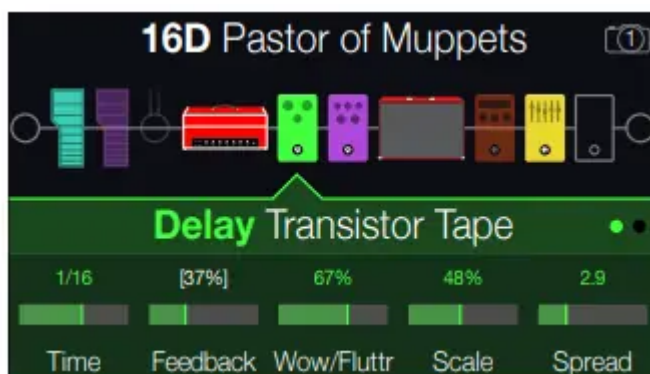 16D Pastor of Muppets 1
Delay Transistor Tape
1/16 [37%] 67% 48% 2.9
Time Feedback Wow/Fluttr Scale Spread